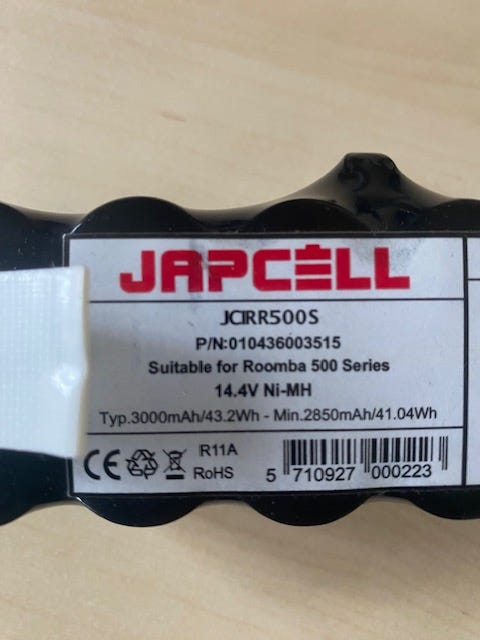 JAPCELL
JCIRR500S
P/N:010436003515
Suitable for Roomba 500 Series
14.4V Ni-MH
Typ.3000mAh/43.2Wh - Min.2850mAh/41.04Wh
CE
R11A
RoHS
5 710927 000223